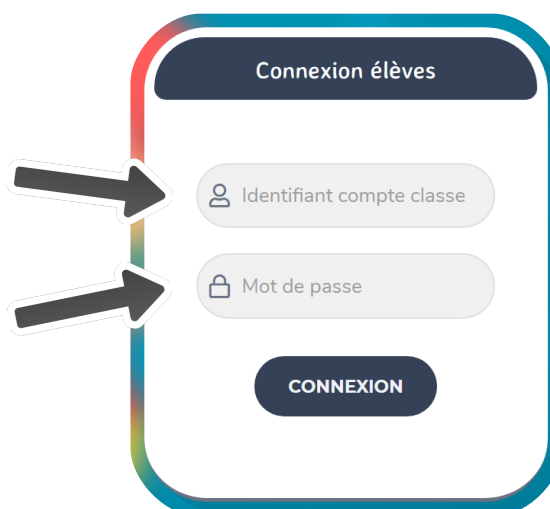 Connexion élèves
Identifiant compte classe
Mot de passe
CONNEXION